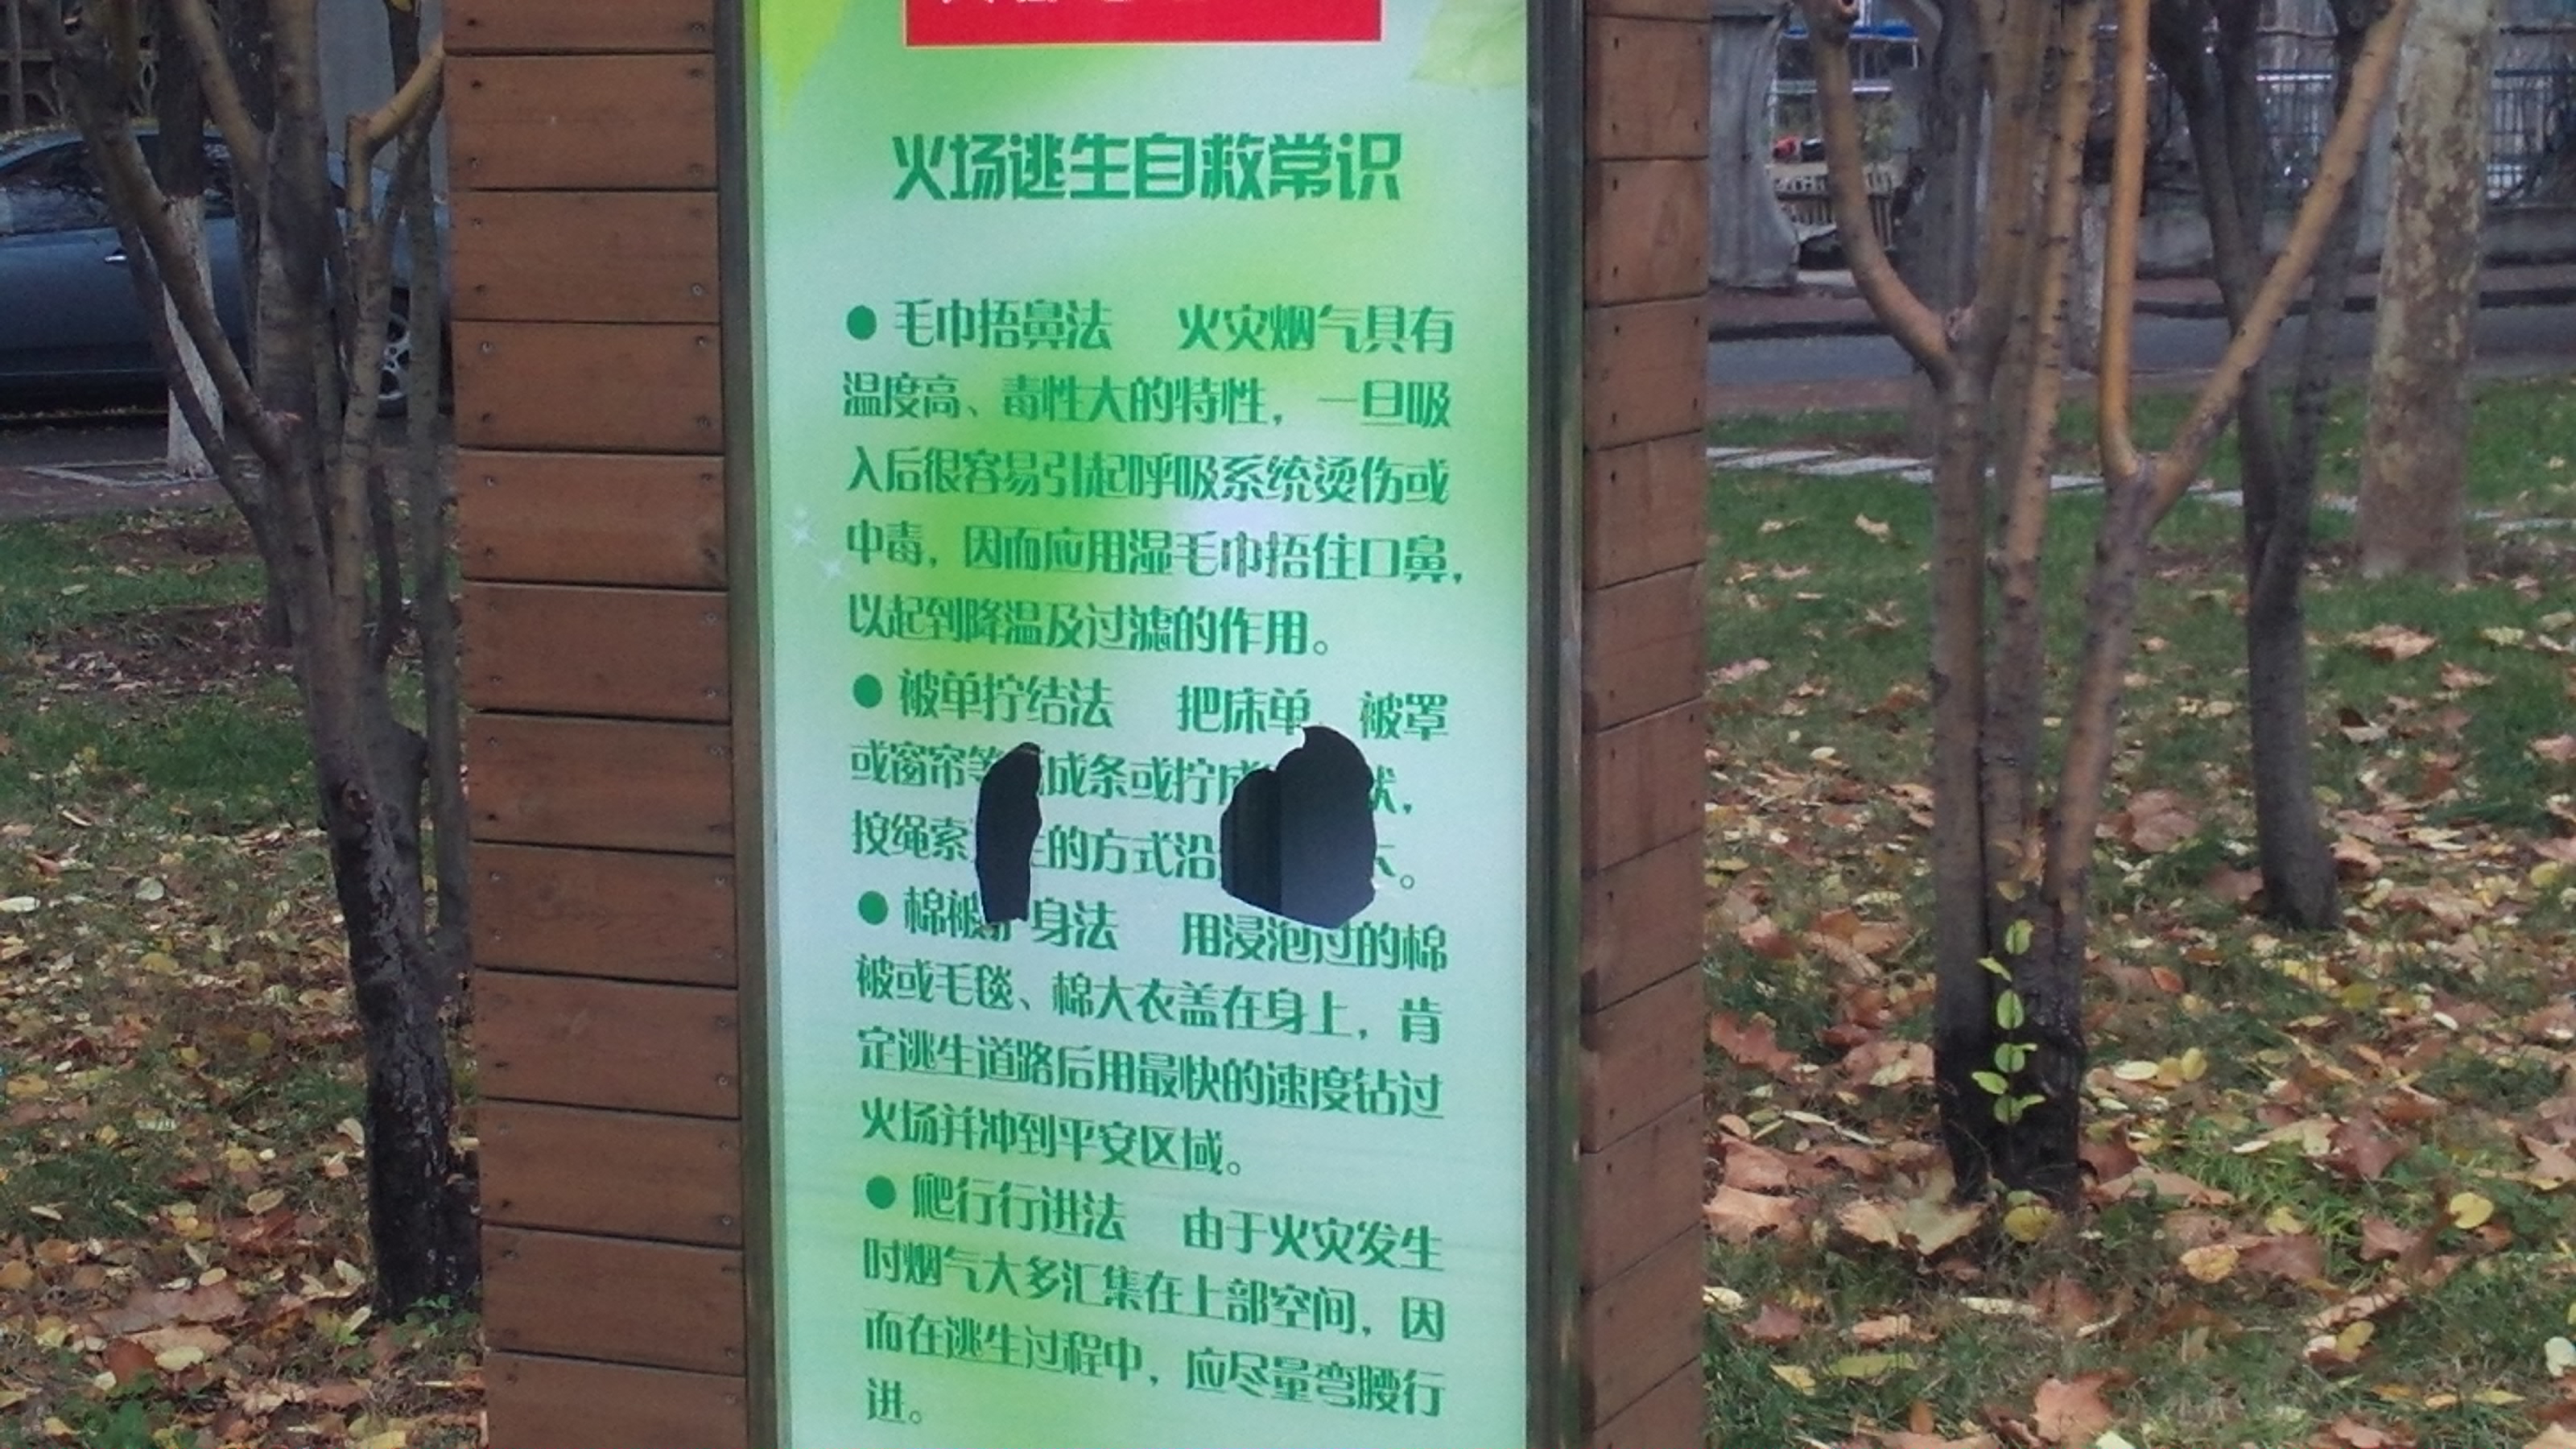 火场逃生自救常识
● 毛巾捂鼻法 火灾烟气具有
温度高、毒性大的特性，一旦吸
入后很容易引起呼吸系统烫伤或
中毒，因而应用湿毛巾捂住口鼻，
以起到降温及过滤的作用。
● 被单拧结法 把床单、被罩
或窗帘等 成条或拧成 状，
按绳索 的方式沿 。
● 棉被 身法 用浸泡过的棉
被或毛毯、棉大衣盖在身上，肯
定逃生道路后用最快的速度钻过
火场并冲到平安区域。
● 爬行行进法 由于火灾发生
时烟气大多汇集在上部空间，因
而在逃生过程中，应尽量弯腰行
进。